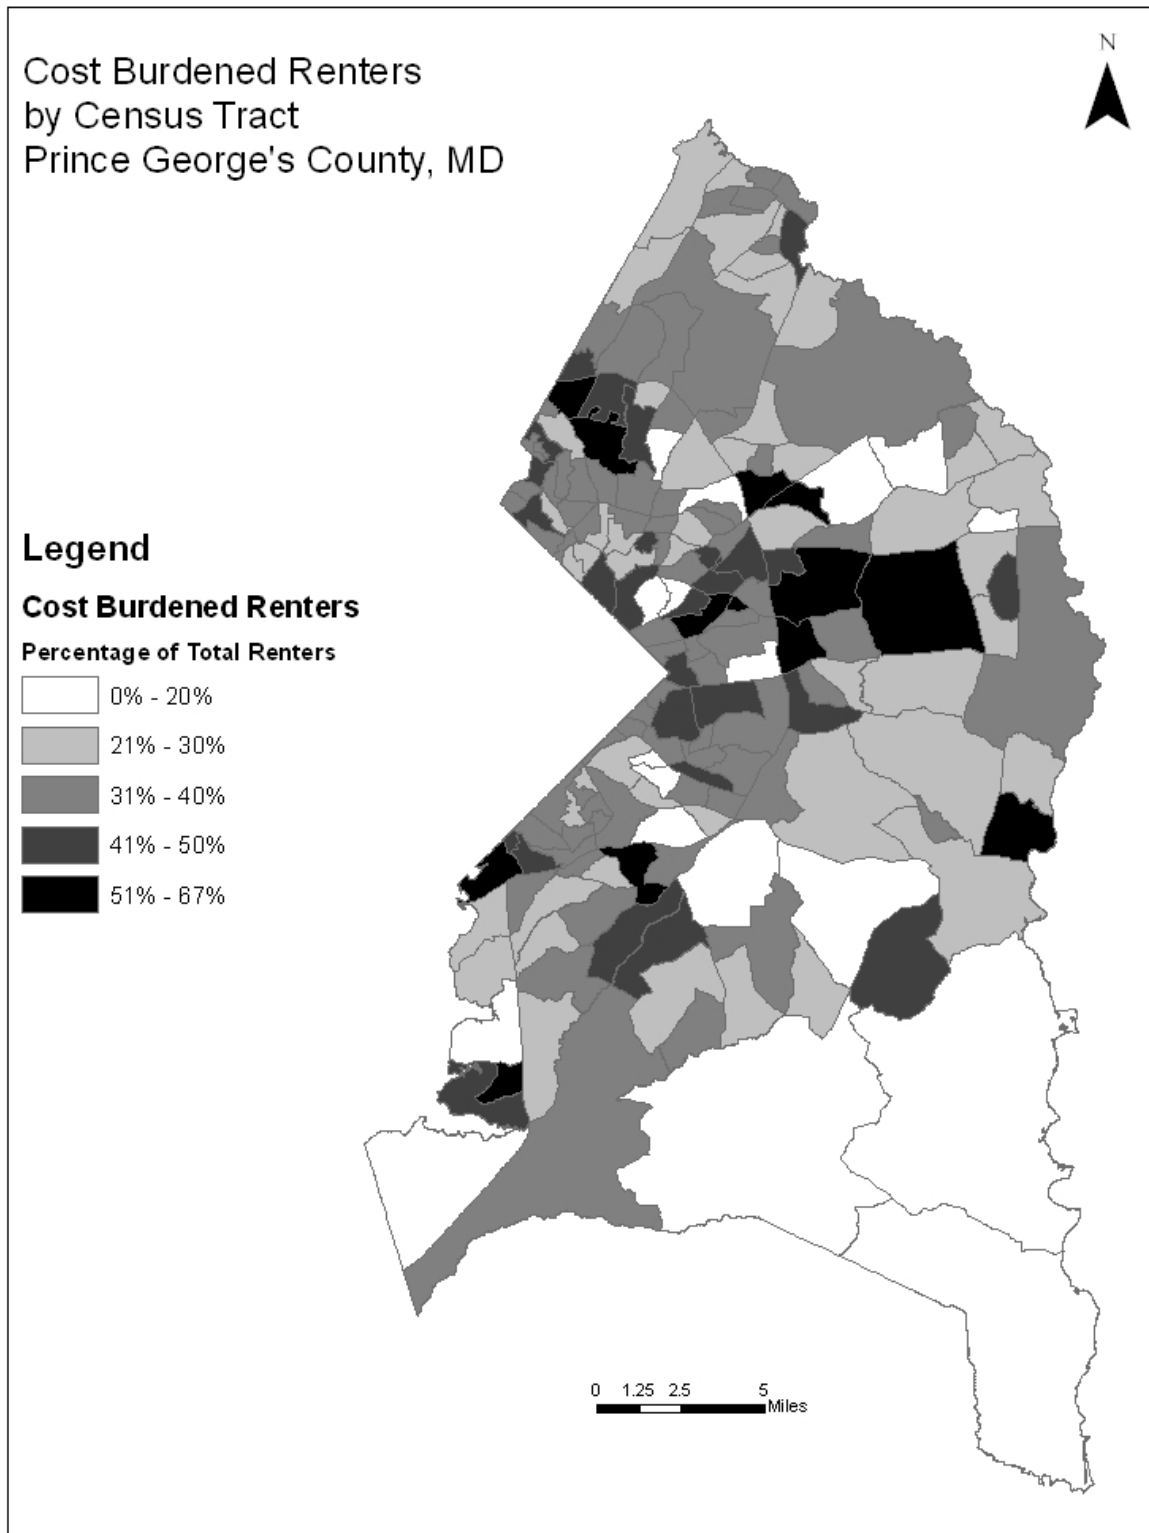 N
Cost Burdened Renters
by Census Tract
Prince George's County, MD
Legend
Cost Burdened Renters
Percentage of Total Renters
0% - 20%
21% - 30%
31% - 40%
41% - 50%
51% - 67%
0 1.25 2.5 5
Miles